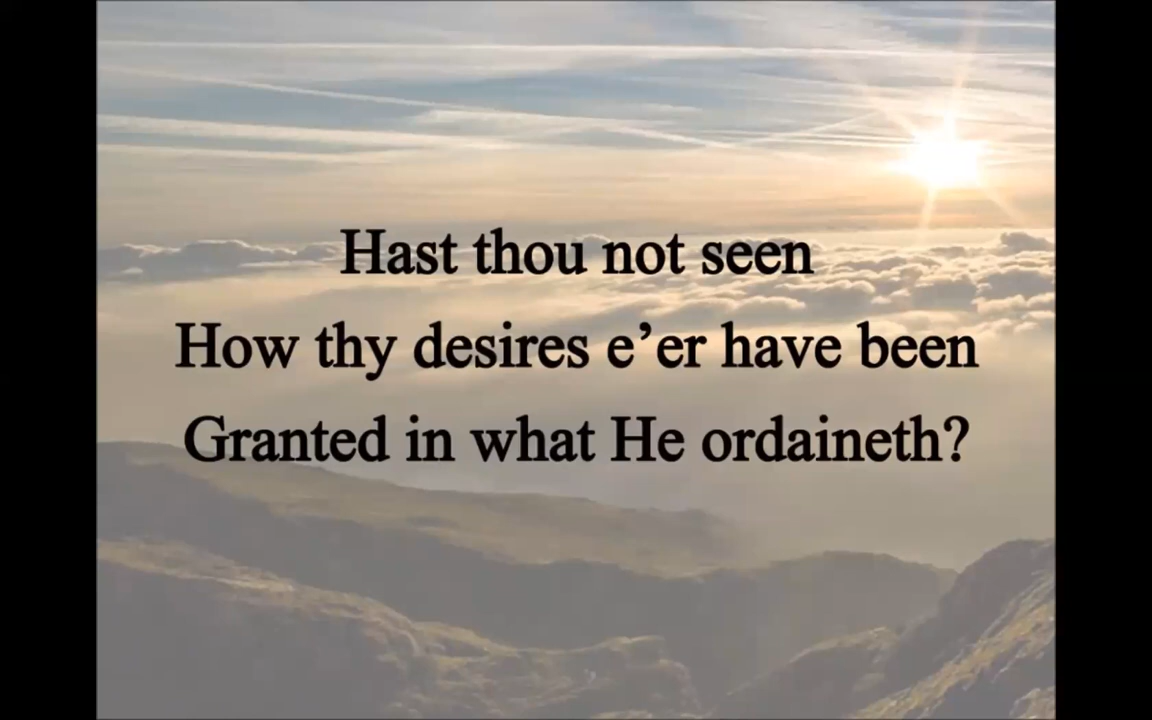 Hast thou not seen
How thy desires e’er have been
Granted in what He ordaineth?